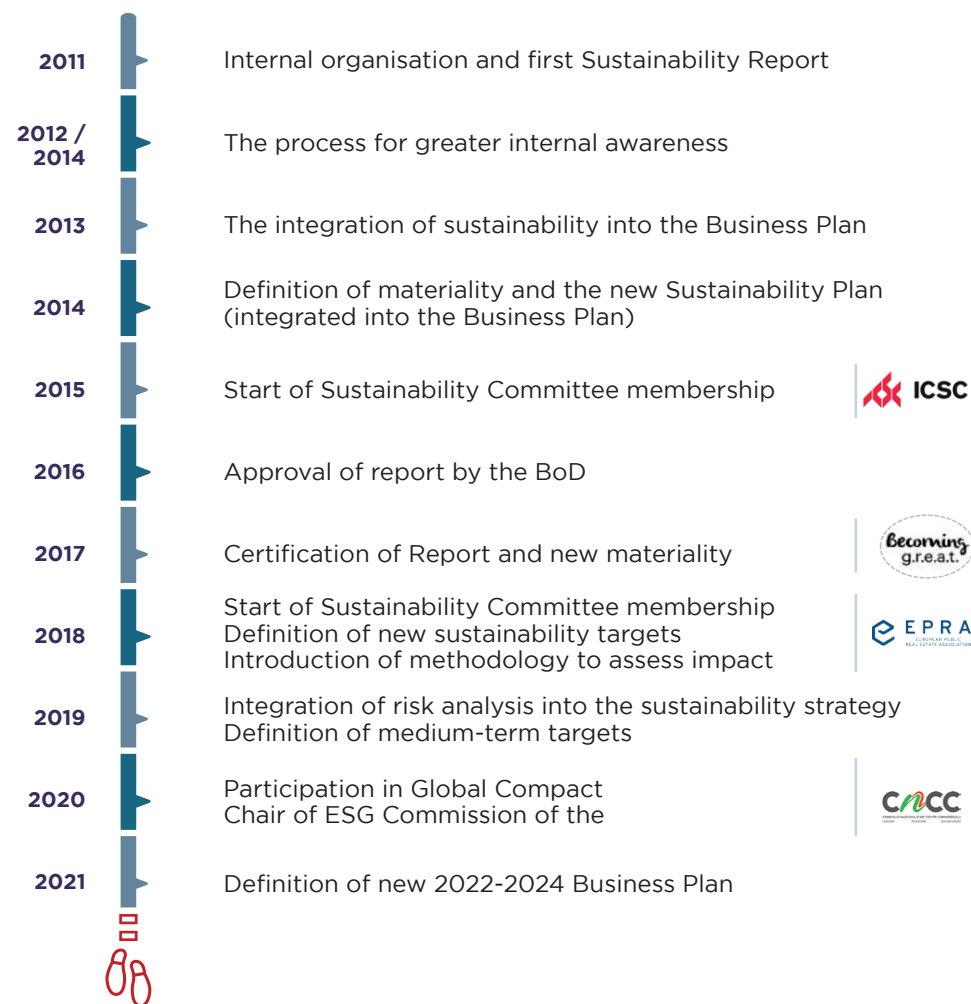 2011
Internal organisation and first Sustainability Report
2012 /
2014
The process for greater internal awareness
2013
The integration of sustainability into the Business Plan
2014
Definition of materiality and the new Sustainability Plan
(integrated into the Business Plan)
2015
Start of Sustainability Committee membership
ICSC
2016
Approval of report by the BoD
2017
Certification of Report and new materiality
Becoming
g.r.e.a.t.
2018
Start of Sustainability Committee membership
Definition of new sustainability targets
Introduction of methodology to assess impact
EPRA
EUROPEAN PUBLIC
REAL ESTATE ASSOCIATION
2019
Integration of risk analysis into the sustainability strategy
Definition of medium-term targets
2020
Participation in Global Compact
Chair of ESG Commission of the
CNCC
2021
Definition of new 2022-2024 Business Plan